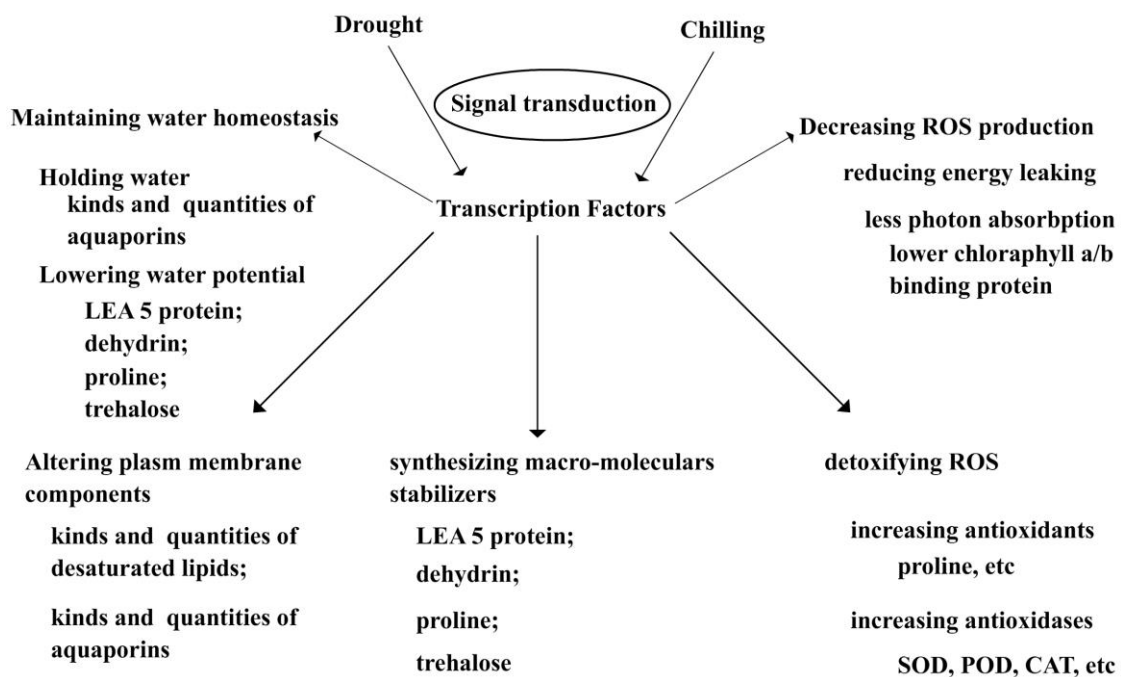 Drought
Chilling
Signal transduction
Maintaining water homeostasis
Decreasing ROS production
Holding water
kinds and quantities of
aquaporins
Lowering water potential
LEA 5 protein;
dehydrin;
proline;
trehalose
Transcription Factors
reducing energy leaking
less photon absorbption
lower chloraphyll a/b
binding protein
Altering plasm membrane
components
kinds and quantities of
desaturated lipids;
kinds and quantities of
aquaporins
synthesizing macro-moleculars
stabilizers
LEA 5 protein;
dehydrin;
proline;
trehalose
detoxifying ROS
increasing antioxidants
proline, etc
increasing antioxidases
SOD, POD, CAT, etc